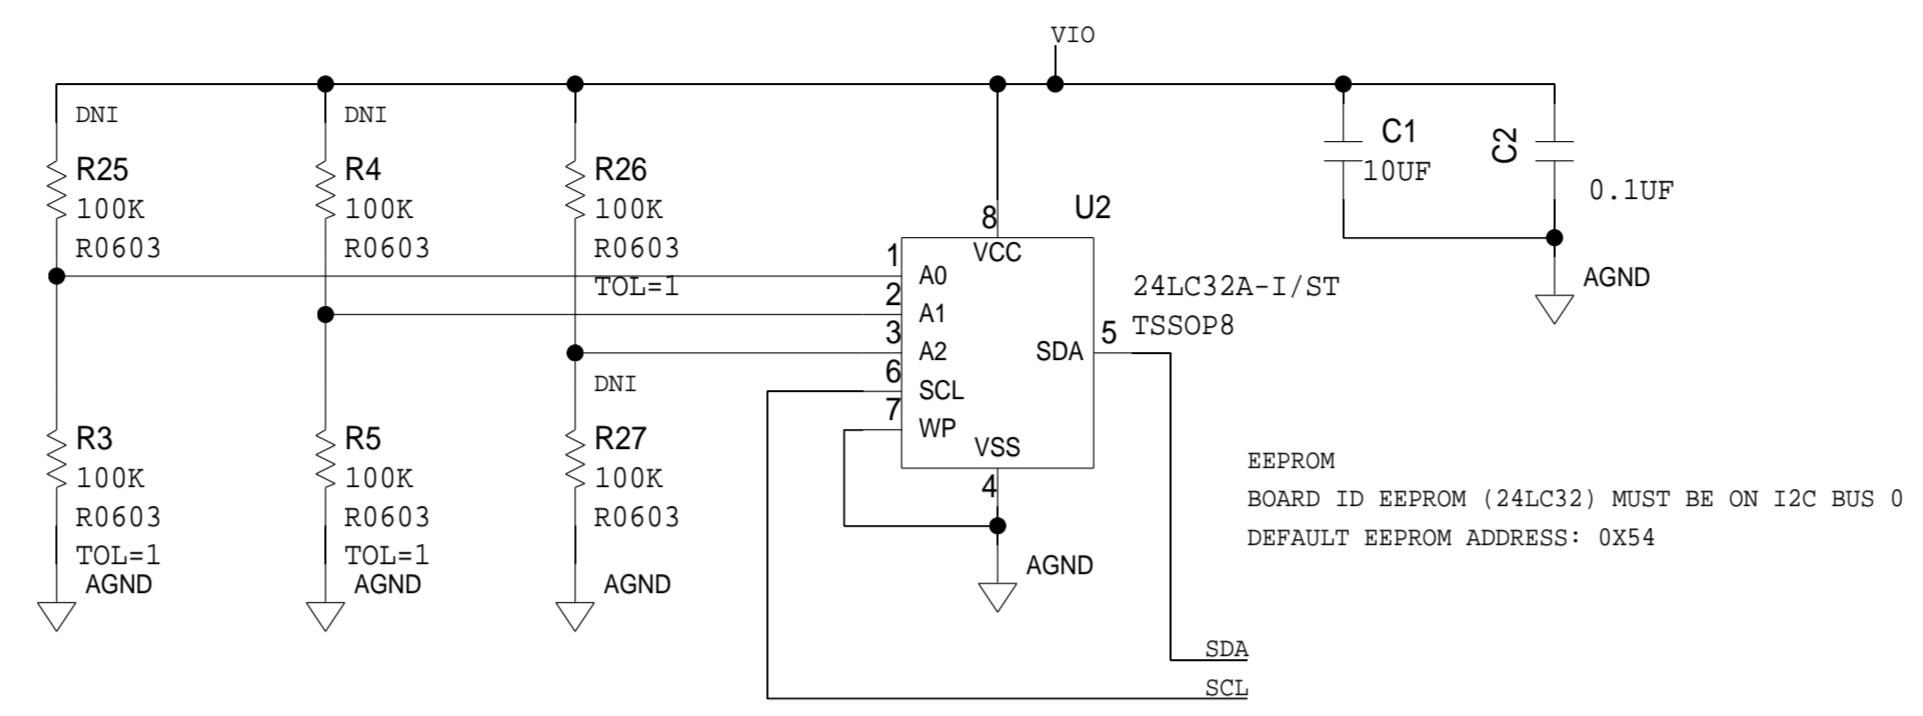 VIO
DNI
R25
100K
R0603
DNI
R4
100K
R0603
R26
100K
R0603
TOL=1
C1
10UF
C2
0.1UF
AGND
U2
8
VCC
1
A0
2
A1
3
A2
6
SCL
7
WP
VSS
4
SDA
5
24LC32A-I/ST
TSSOP8
AGND
R3
100K
R0603
TOL=1
AGND
R5
100K
R0603
TOL=1
AGND
DNI
R27
100K
R0603
AGND
EEPROM
BOARD ID EEPROM (24LC32) MUST BE ON I2C BUS 0
DEFAULT EEPROM ADDRESS: 0X54
SDA
SCL